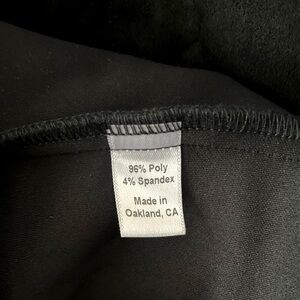 96% Poly
4% Spandex
Made in
Oakland, CA